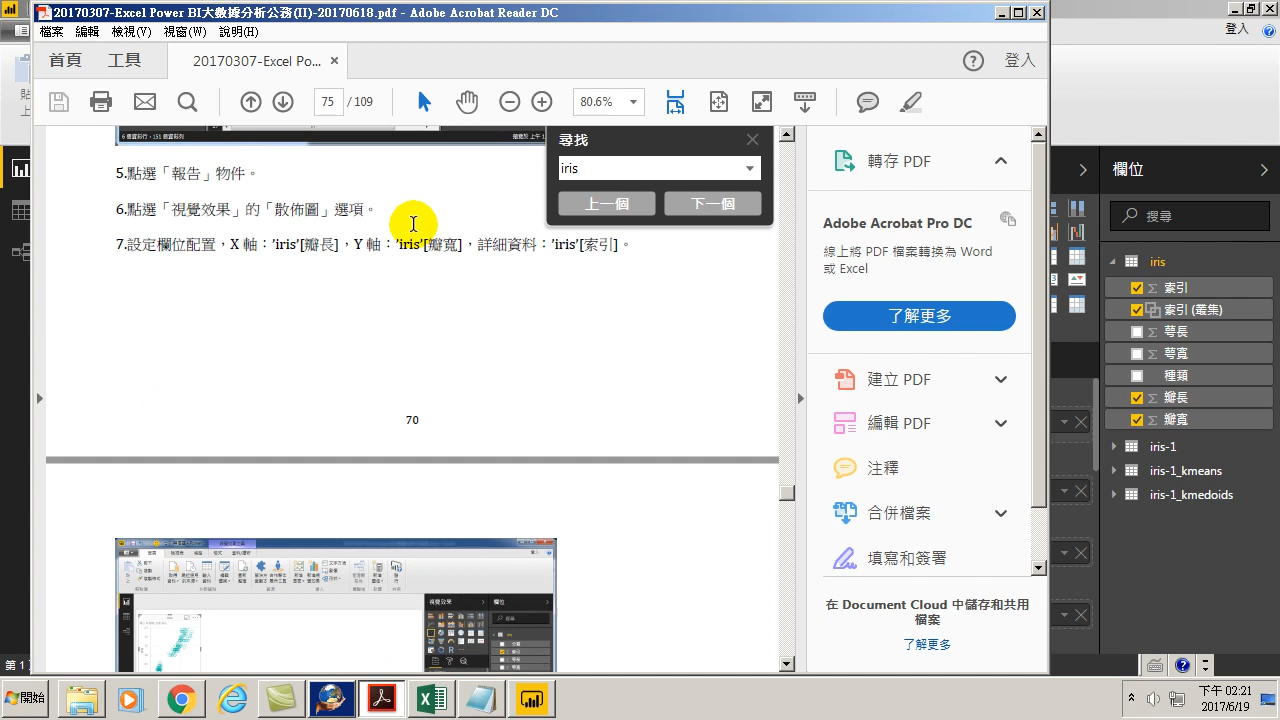 20170307-Excel Power BI大數據分析公務(II)-20170618.pdf - Adobe Acrobat Reader DC
檔案 編輯 檢視(V) 視窗(W) 說明(H)
登入
首頁 工具 20170307-Excel Po... × 登入
75 / 109 80.6%
尋找
iris
上一個 下一個
5.點選「報告」物件。
6.點選「視覺效果」的「散佈圖」選項。
7.設定欄位配置，X 軸：'iris'[瓣長]，Y 軸：'iris'[瓣寬]，詳細資料：'iris'[索引]。
70
轉存 PDF
Adobe Acrobat Pro DC
線上將 PDF 檔案轉換為 Word
或 Excel
了解更多
建立 PDF
編輯 PDF
注釋
合併檔案
填寫和簽署
在 Document Cloud 中儲存和共用
檔案
了解更多
欄位
搜尋
iris
索引
索引 (叢集)
萼長
萼寬
種類
瓣長
瓣寬
iris-1
iris-1_kmeans
iris-1_kmedoids
第 1
開始
下午 02:21
2017/6/19